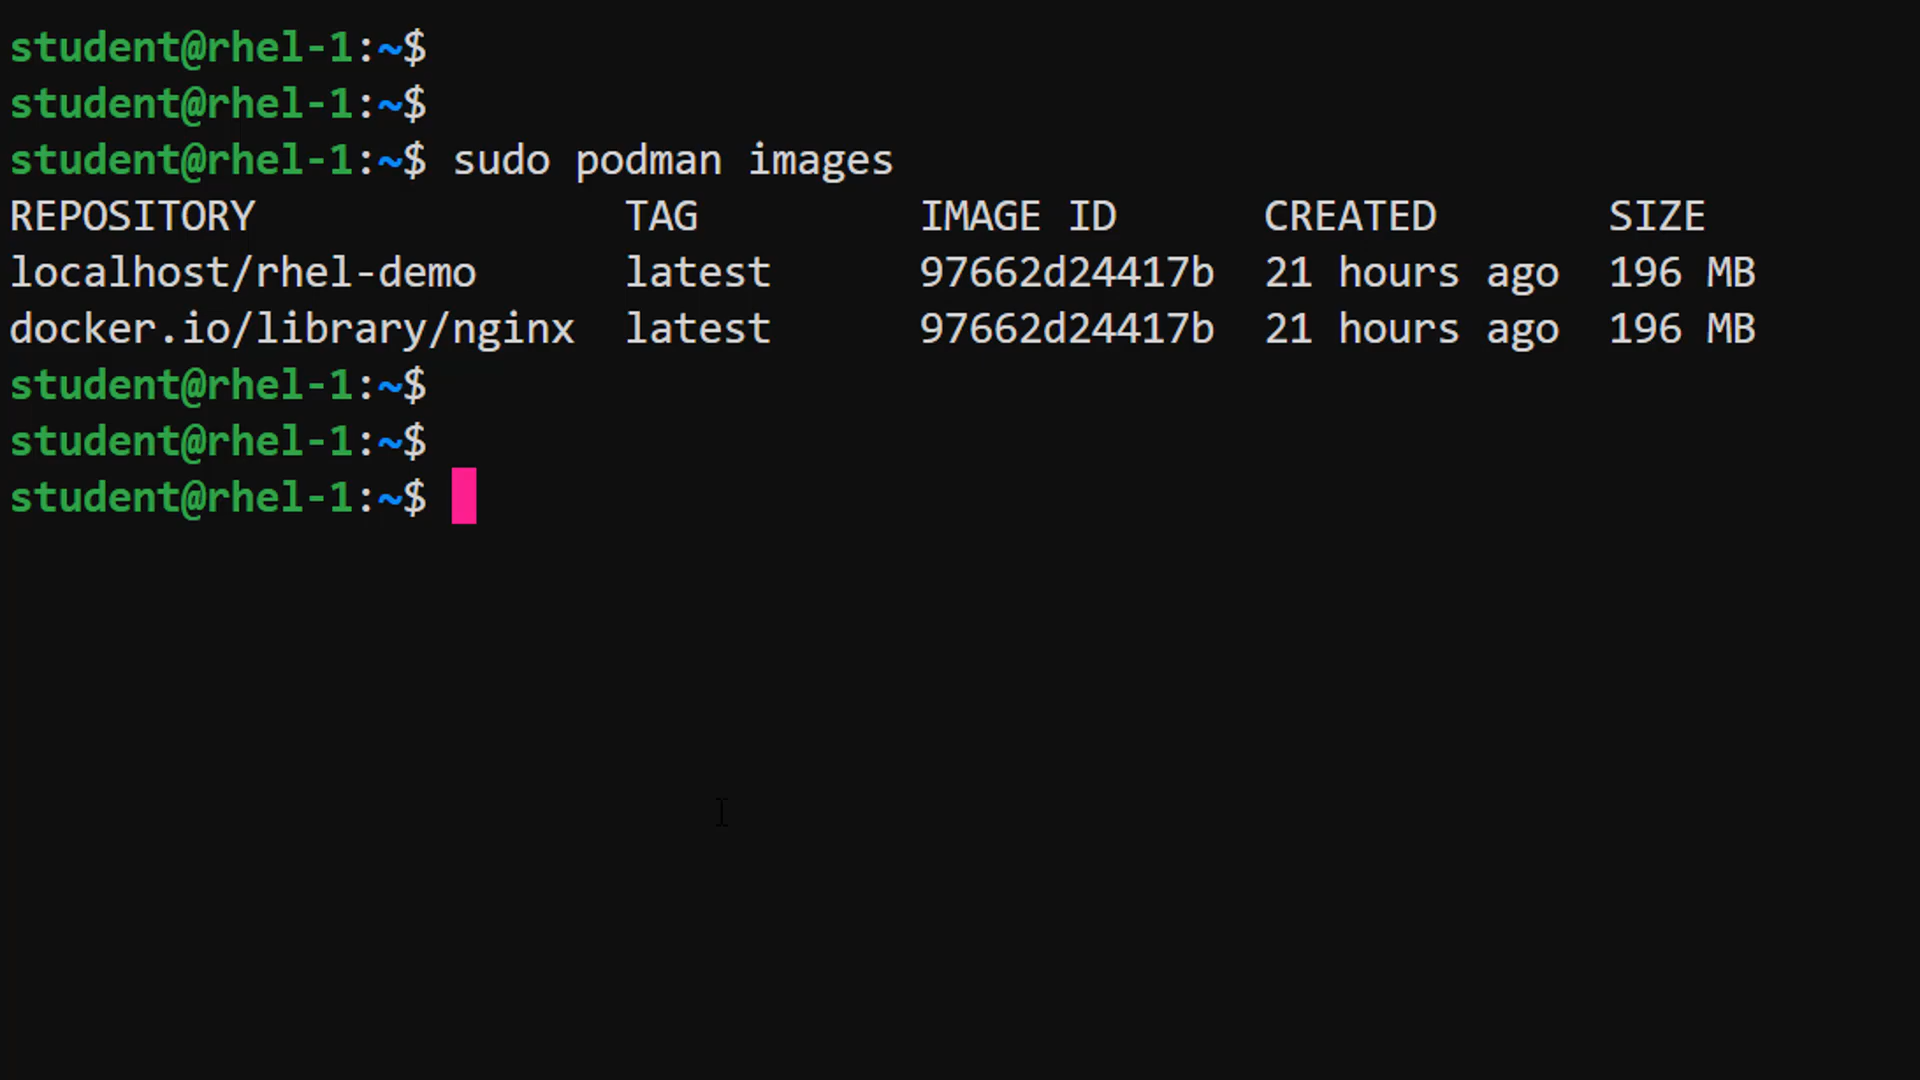 student@rhel-1:~$
student@rhel-1:~$
student@rhel-1:~$ sudo podman images
REPOSITORY TAG IMAGE ID CREATED SIZE
localhost/rhel-demo latest 97662d24417b 21 hours ago 196 MB
docker.io/library/nginx latest 97662d24417b 21 hours ago 196 MB
student@rhel-1:~$
student@rhel-1:~$
student@rhel-1:~$